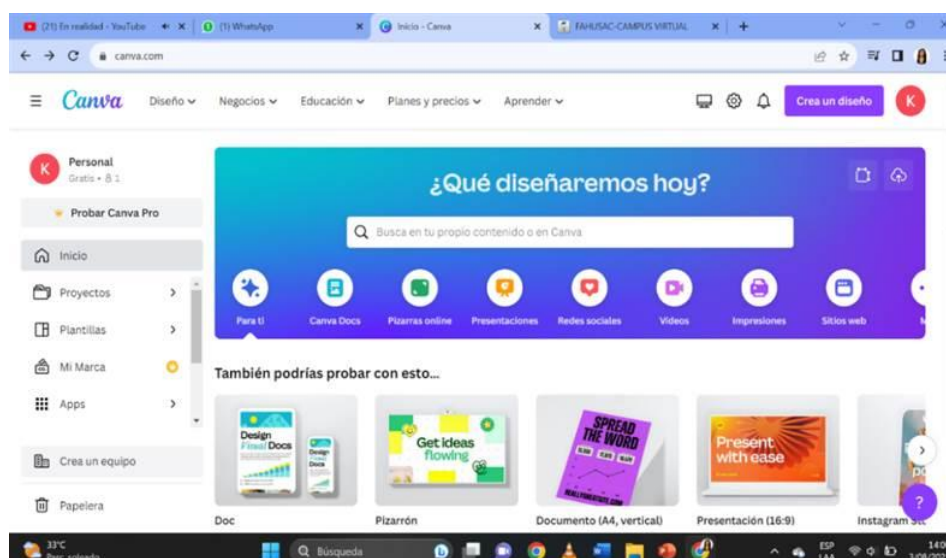 (21) En realidad - YouTube
(1) WhatsApp
Inicio - Canva
FAHUSAC-CAMPUS VIRTUAL
canva.com
Canva
Diseño
Negocios
Educación
Planes y precios
Aprender
Crea un diseño
K
K
Personal
Gratis •
1
Probar Canva Pro
Inicio
Proyectos
Plantillas
Mi Marca
Apps
Crea un equipo
Papelera
¿Qué diseñaremos hoy?
Busca en tu propio contenido o en Canva
Para ti
Canva Docs
Pizarras online
Presentaciones
Redes sociales
Videos
Impresiones
Sitios web
También podrías probar con esto...
Design
Visual Docs
Get ideas
flowing
SPREAD
THE WORD
Present
with ease
Doc
Pizarrón
Documento (A4, vertical)
Presentación (16:9)
Instagram
?
33°C
Búsqueda
ESP
LAA